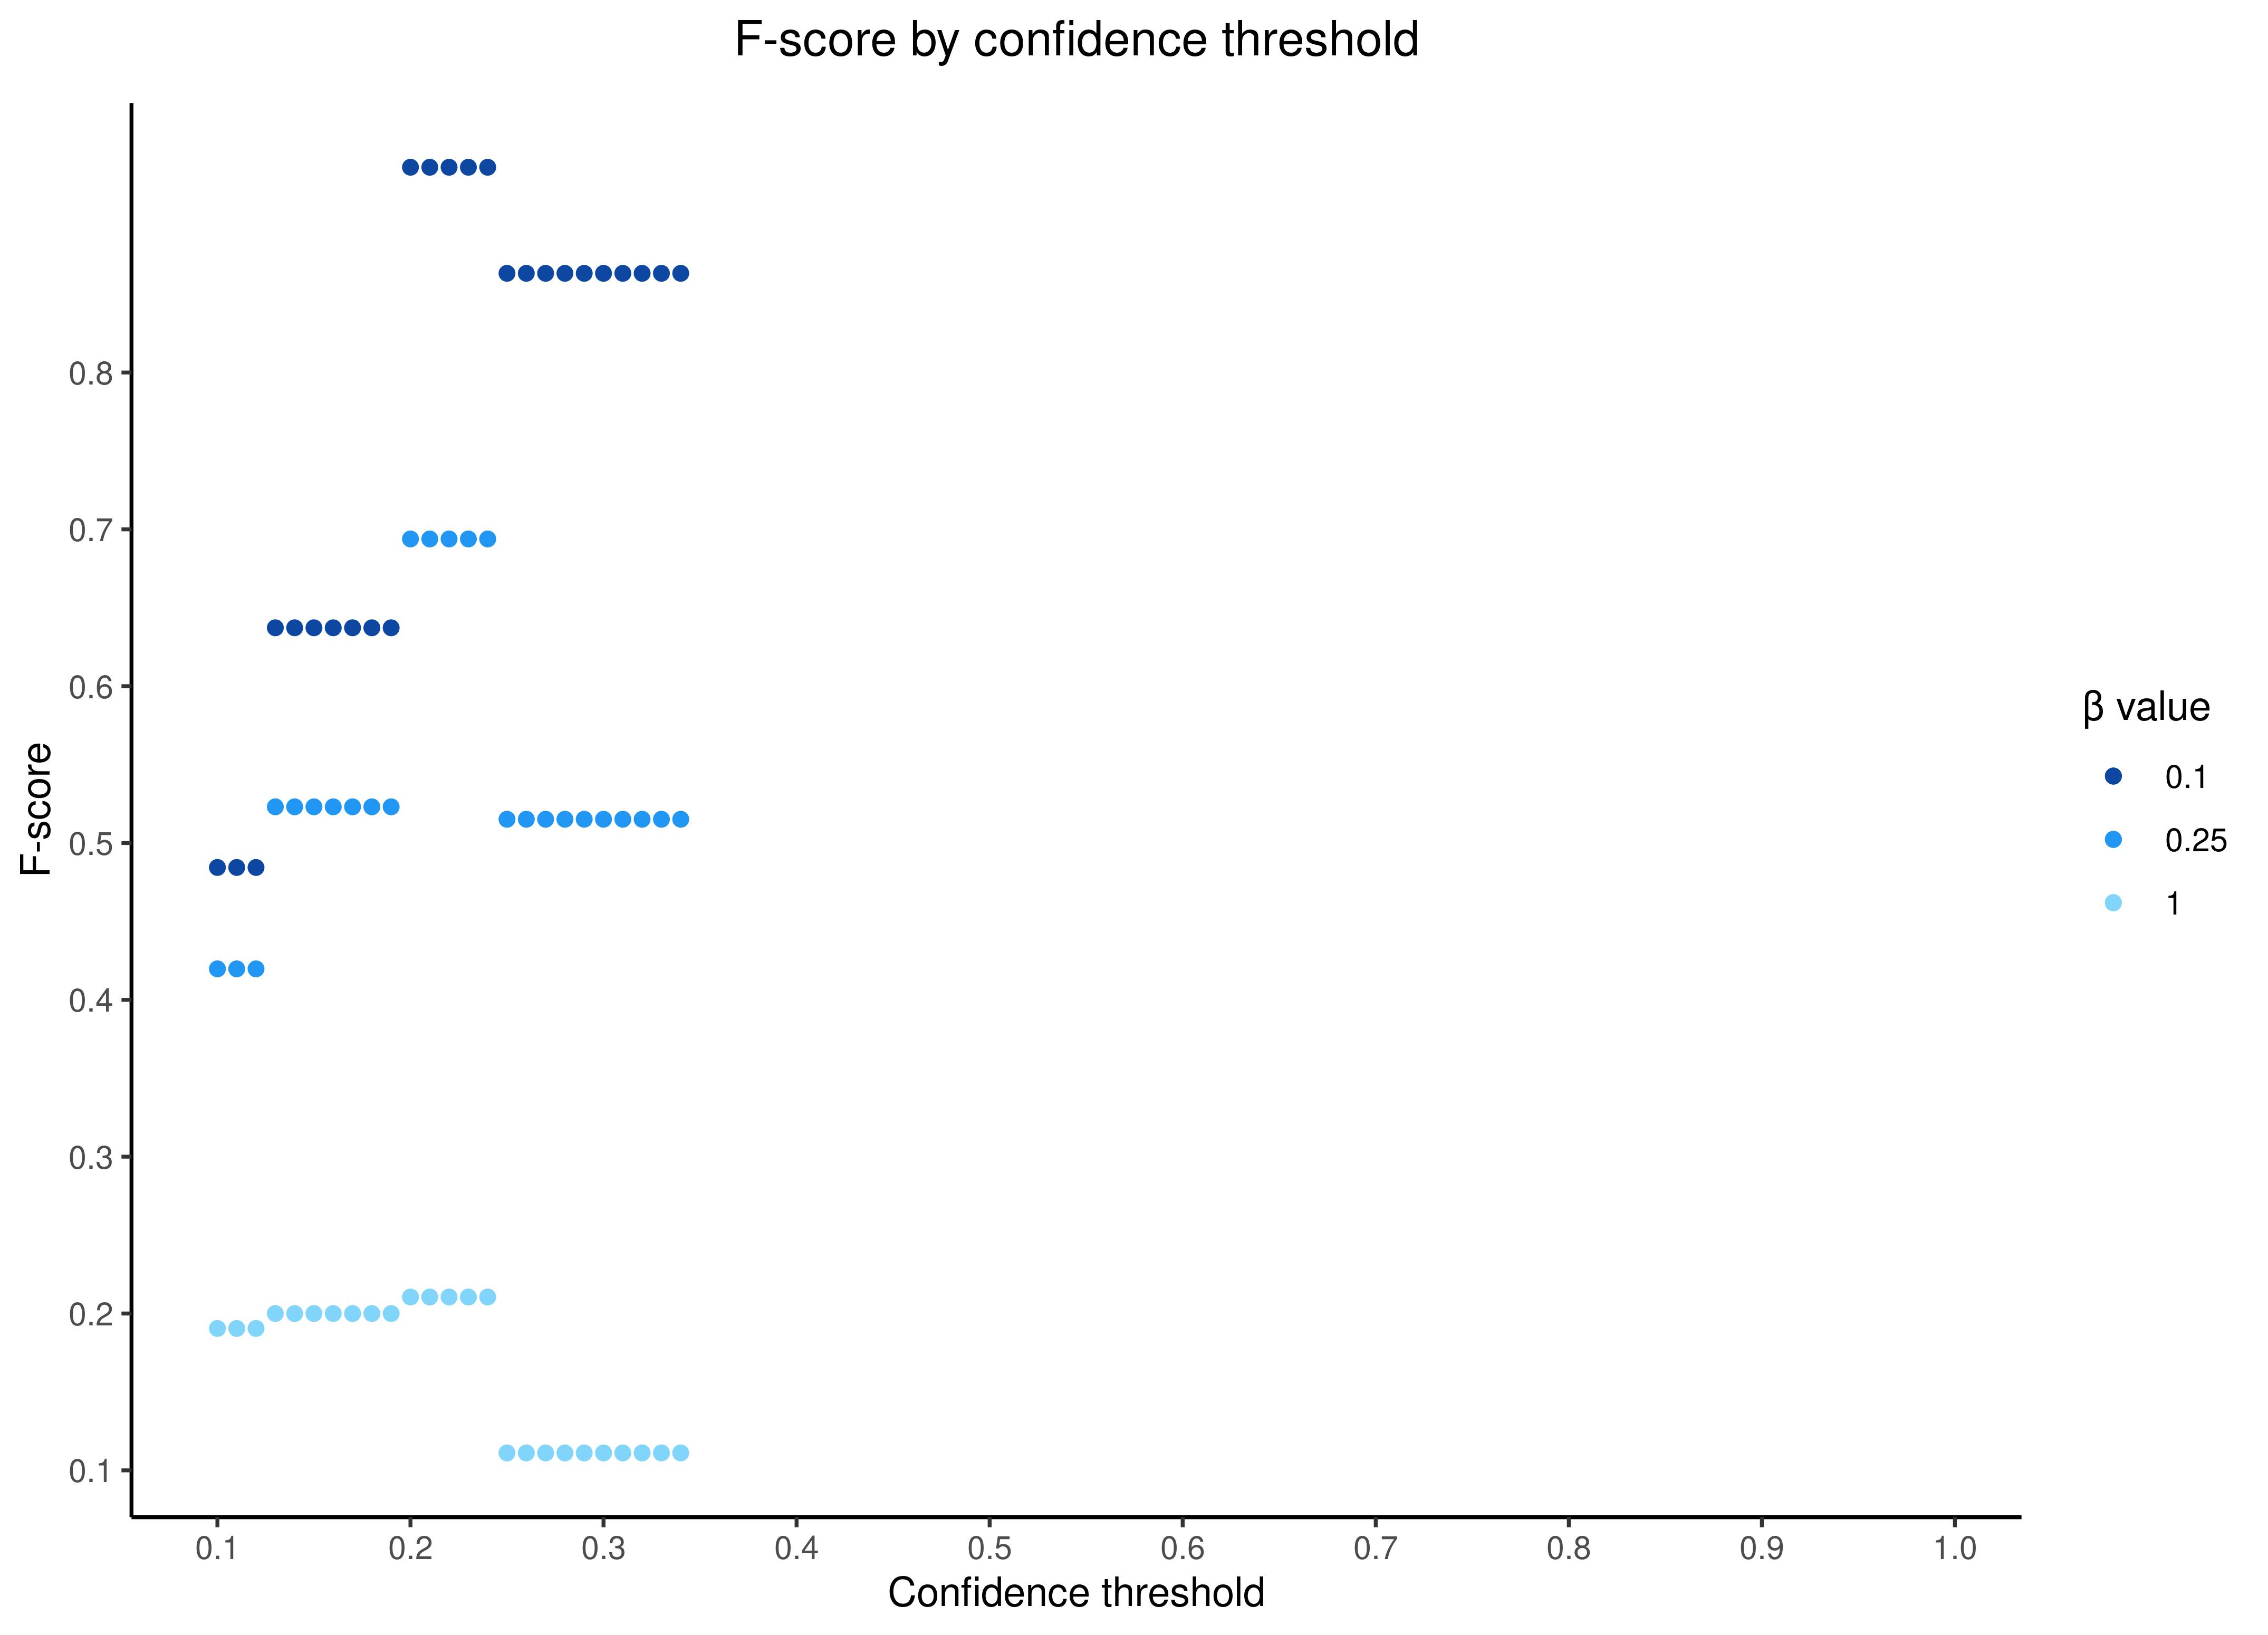 F-score by confidence threshold
F-score
0.8
0.7
0.6
0.5
0.4
0.3
0.2
0.1
0.1 0.2 0.3 0.4 0.5 0.6 0.7 0.8 0.9 1.0
Confidence threshold
β value
0.1
0.25
1